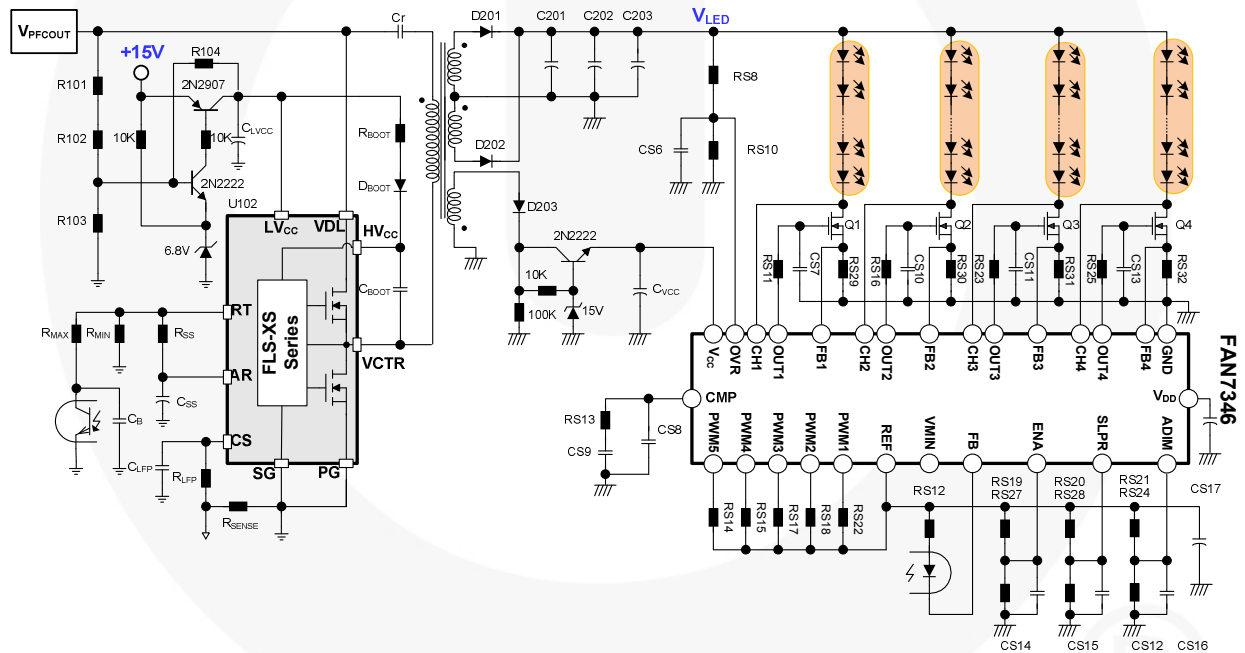 VPFCOUT
Cr
D201
C201
C202
C203
VLED
+15V
R104
2N2907
R101
R102
10K
10K
CLVCC
RBOOT
DBOOT
2N2222
R103
U102
6.8V
LVCC
VDL
HVCC
CBOOT
D202
D203
2N2222
10K
100K
15V
CVCC
RS8
CS6
RS10
Q1
Q2
Q3
Q4
RS11
CS7
RS29
RS16
CS10
RS30
RS23
CS11
RS31
RS25
CS13
RS32
RT
AR
CS
SG
PG
VCTR
FLS-XS
Series
RMAX
RMIN
RSS
CSS
CB
CLFP
RLFP
RSENSE
VCC
OVR
CH1
OUT1
FB1
CH2
OUT2
FB2
CH3
OUT3
FB3
CH4
OUT4
FB4
GND
FAN7346
CMP
VDD
PWM5
PWM4
PWM3
PWM2
PWM1
REF
VMIN
FB
ENA
SLPR
ADIM
RS13
CS9
CS8
RS14
RS15
RS17
RS18
RS22
RS12
RS19
RS27
RS20
RS28
RS21
RS24
CS17
CS14
CS15
CS12
CS16